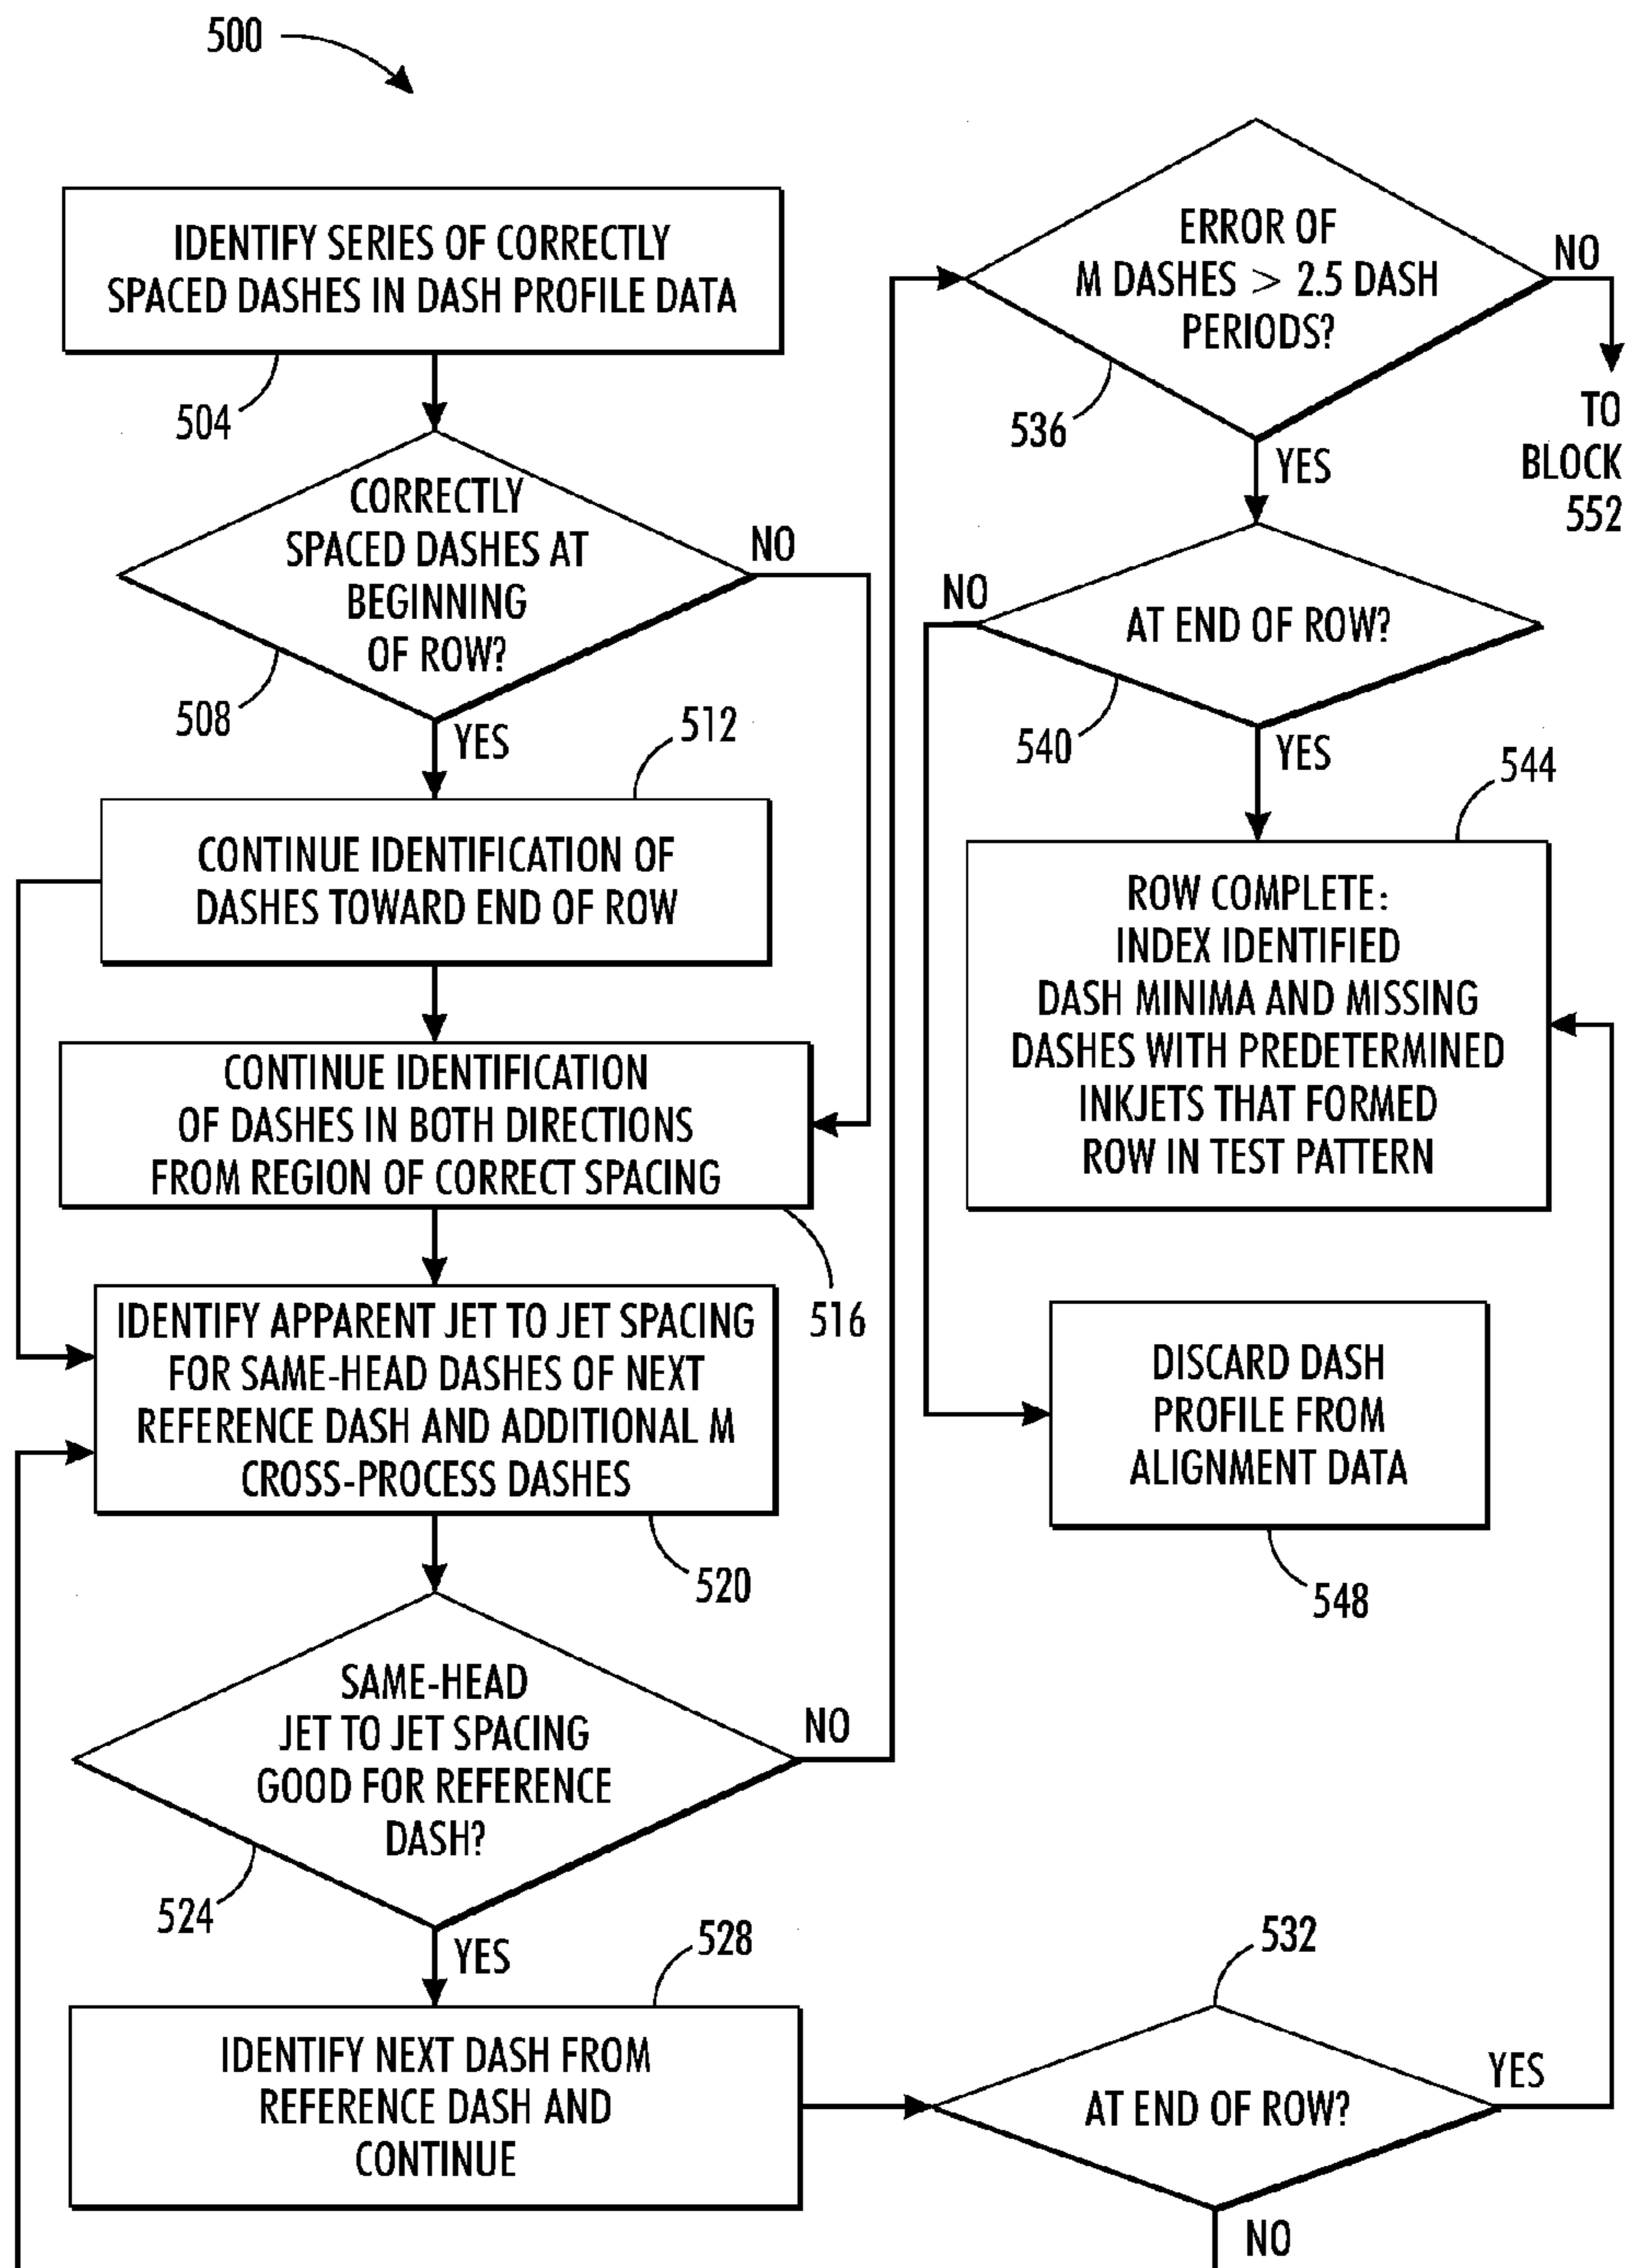 500
IDENTIFY SERIES OF CORRECTLY
SPACED DASHES IN DASH PROFILE DATA
504
CORRECTLY
SPACED DASHES AT
BEGINNING
OF ROW?
NO
508
YES
512
CONTINUE IDENTIFICATION OF
DASHES TOWARD END OF ROW
CONTINUE IDENTIFICATION
OF DASHES IN BOTH DIRECTIONS
FROM REGION OF CORRECT SPACING
516
IDENTIFY APPARENT JET TO JET SPACING
FOR SAME-HEAD DASHES OF NEXT
REFERENCE DASH AND ADDITIONAL M
CROSS-PROCESS DASHES
520
SAME-HEAD
JET TO JET SPACING
GOOD FOR REFERENCE
DASH?
NO
524
YES
528
IDENTIFY NEXT DASH FROM
REFERENCE DASH AND
CONTINUE
532
AT END OF ROW?
YES
NO
ERROR OF
M DASHES > 2.5 DASH
PERIODS?
NO
TO
BLOCK
552
536
YES
NO
AT END OF ROW?
540
YES
544
ROW COMPLETE:
INDEX IDENTIFIED
DASH MINIMA AND MISSING
DASHES WITH PREDETERMINED
INKJETS THAT FORMED
ROW IN TEST PATTERN
DISCARD DASH
PROFILE FROM
ALIGNMENT DATA
548